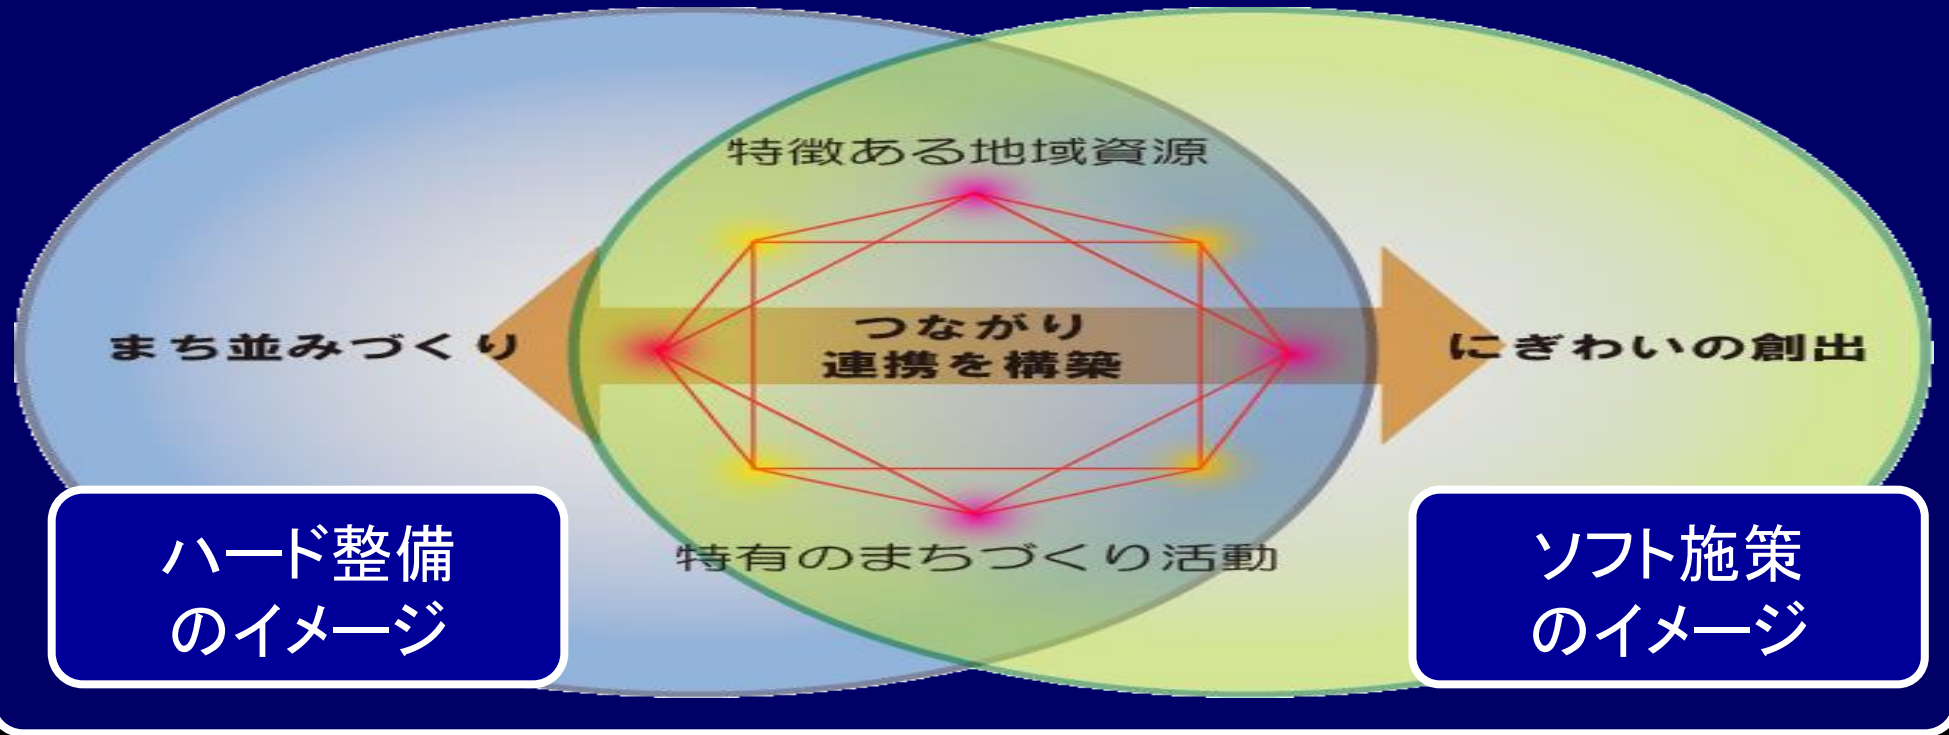 特徴ある地域資源
まち並みづくり
つながり
連携を構築
にぎわいの創出
特有のまちづくり活動
ハード整備
のイメージ
ソフト施策
のイメージ